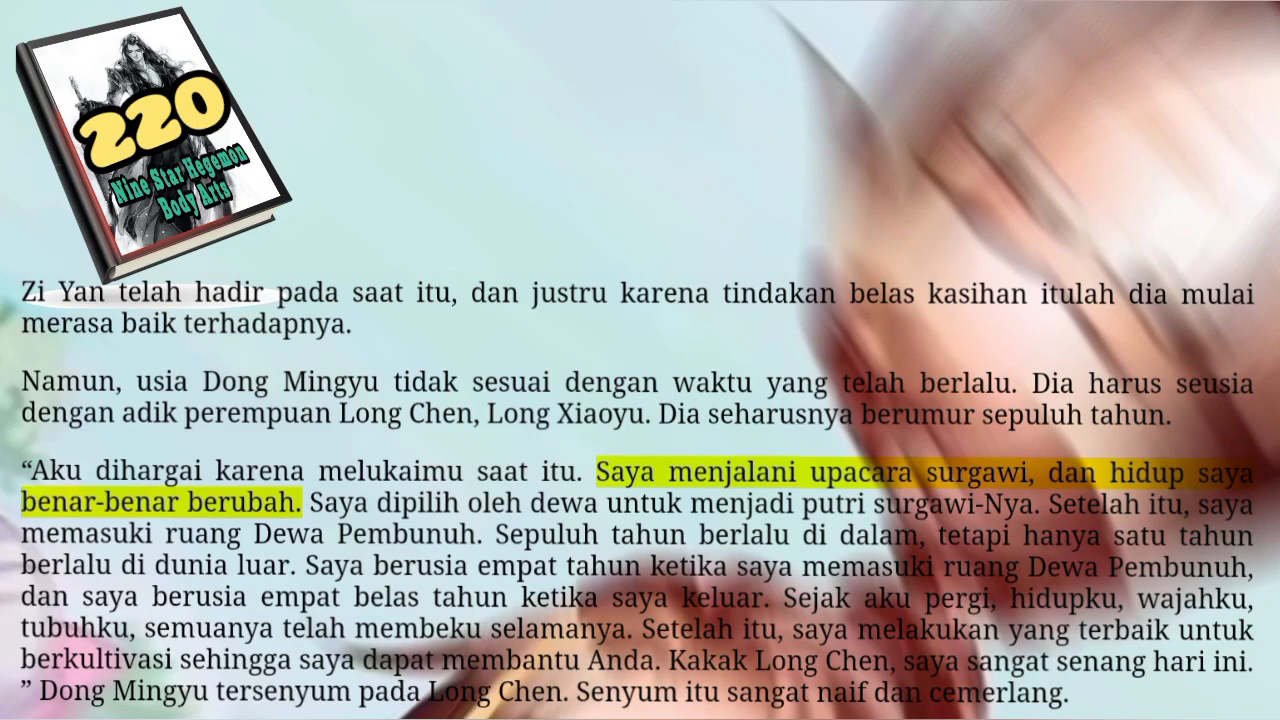 220
Nine Star Hegemon
Body Arts
Zi Yan telah hadir pada saat itu, dan justru karena tindakan belas kasihan itulah dia mulai
merasa baik terhadapnya.
Namun, usia Dong Mingyu tidak sesuai dengan waktu yang telah berlalu. Dia harus seusia
dengan adik perempuan Long Chen, Long Xiaoyu. Dia seharusnya berumur sepuluh tahun.
“Aku dihargai karena melukaimu saat itu. Saya menjalani upacara surgawi, dan hidup saya
benar-benar berubah. Saya dipilih oleh dewa untuk menjadi putri surgawi-Nya. Setelah itu, saya
memasuki ruang Dewa Pembunuh. Sepuluh tahun berlalu di dalam, tetapi hanya satu tahun
berlalu di dunia luar. Saya berusia empat tahun ketika saya memasuki ruang Dewa Pembunuh,
dan saya berusia empat belas tahun ketika saya keluar. Sejak aku pergi, hidupku, wajahku,
tubuhku, semuanya telah membeku selamanya. Setelah itu, saya melakukan yang terbaik untuk
berkultivasi sehingga saya dapat membantu Anda. Kakak Long Chen, saya sangat senang hari ini.
” Dong Mingyu tersenyum pada Long Chen. Senyum itu sangat naif dan cemerlang.